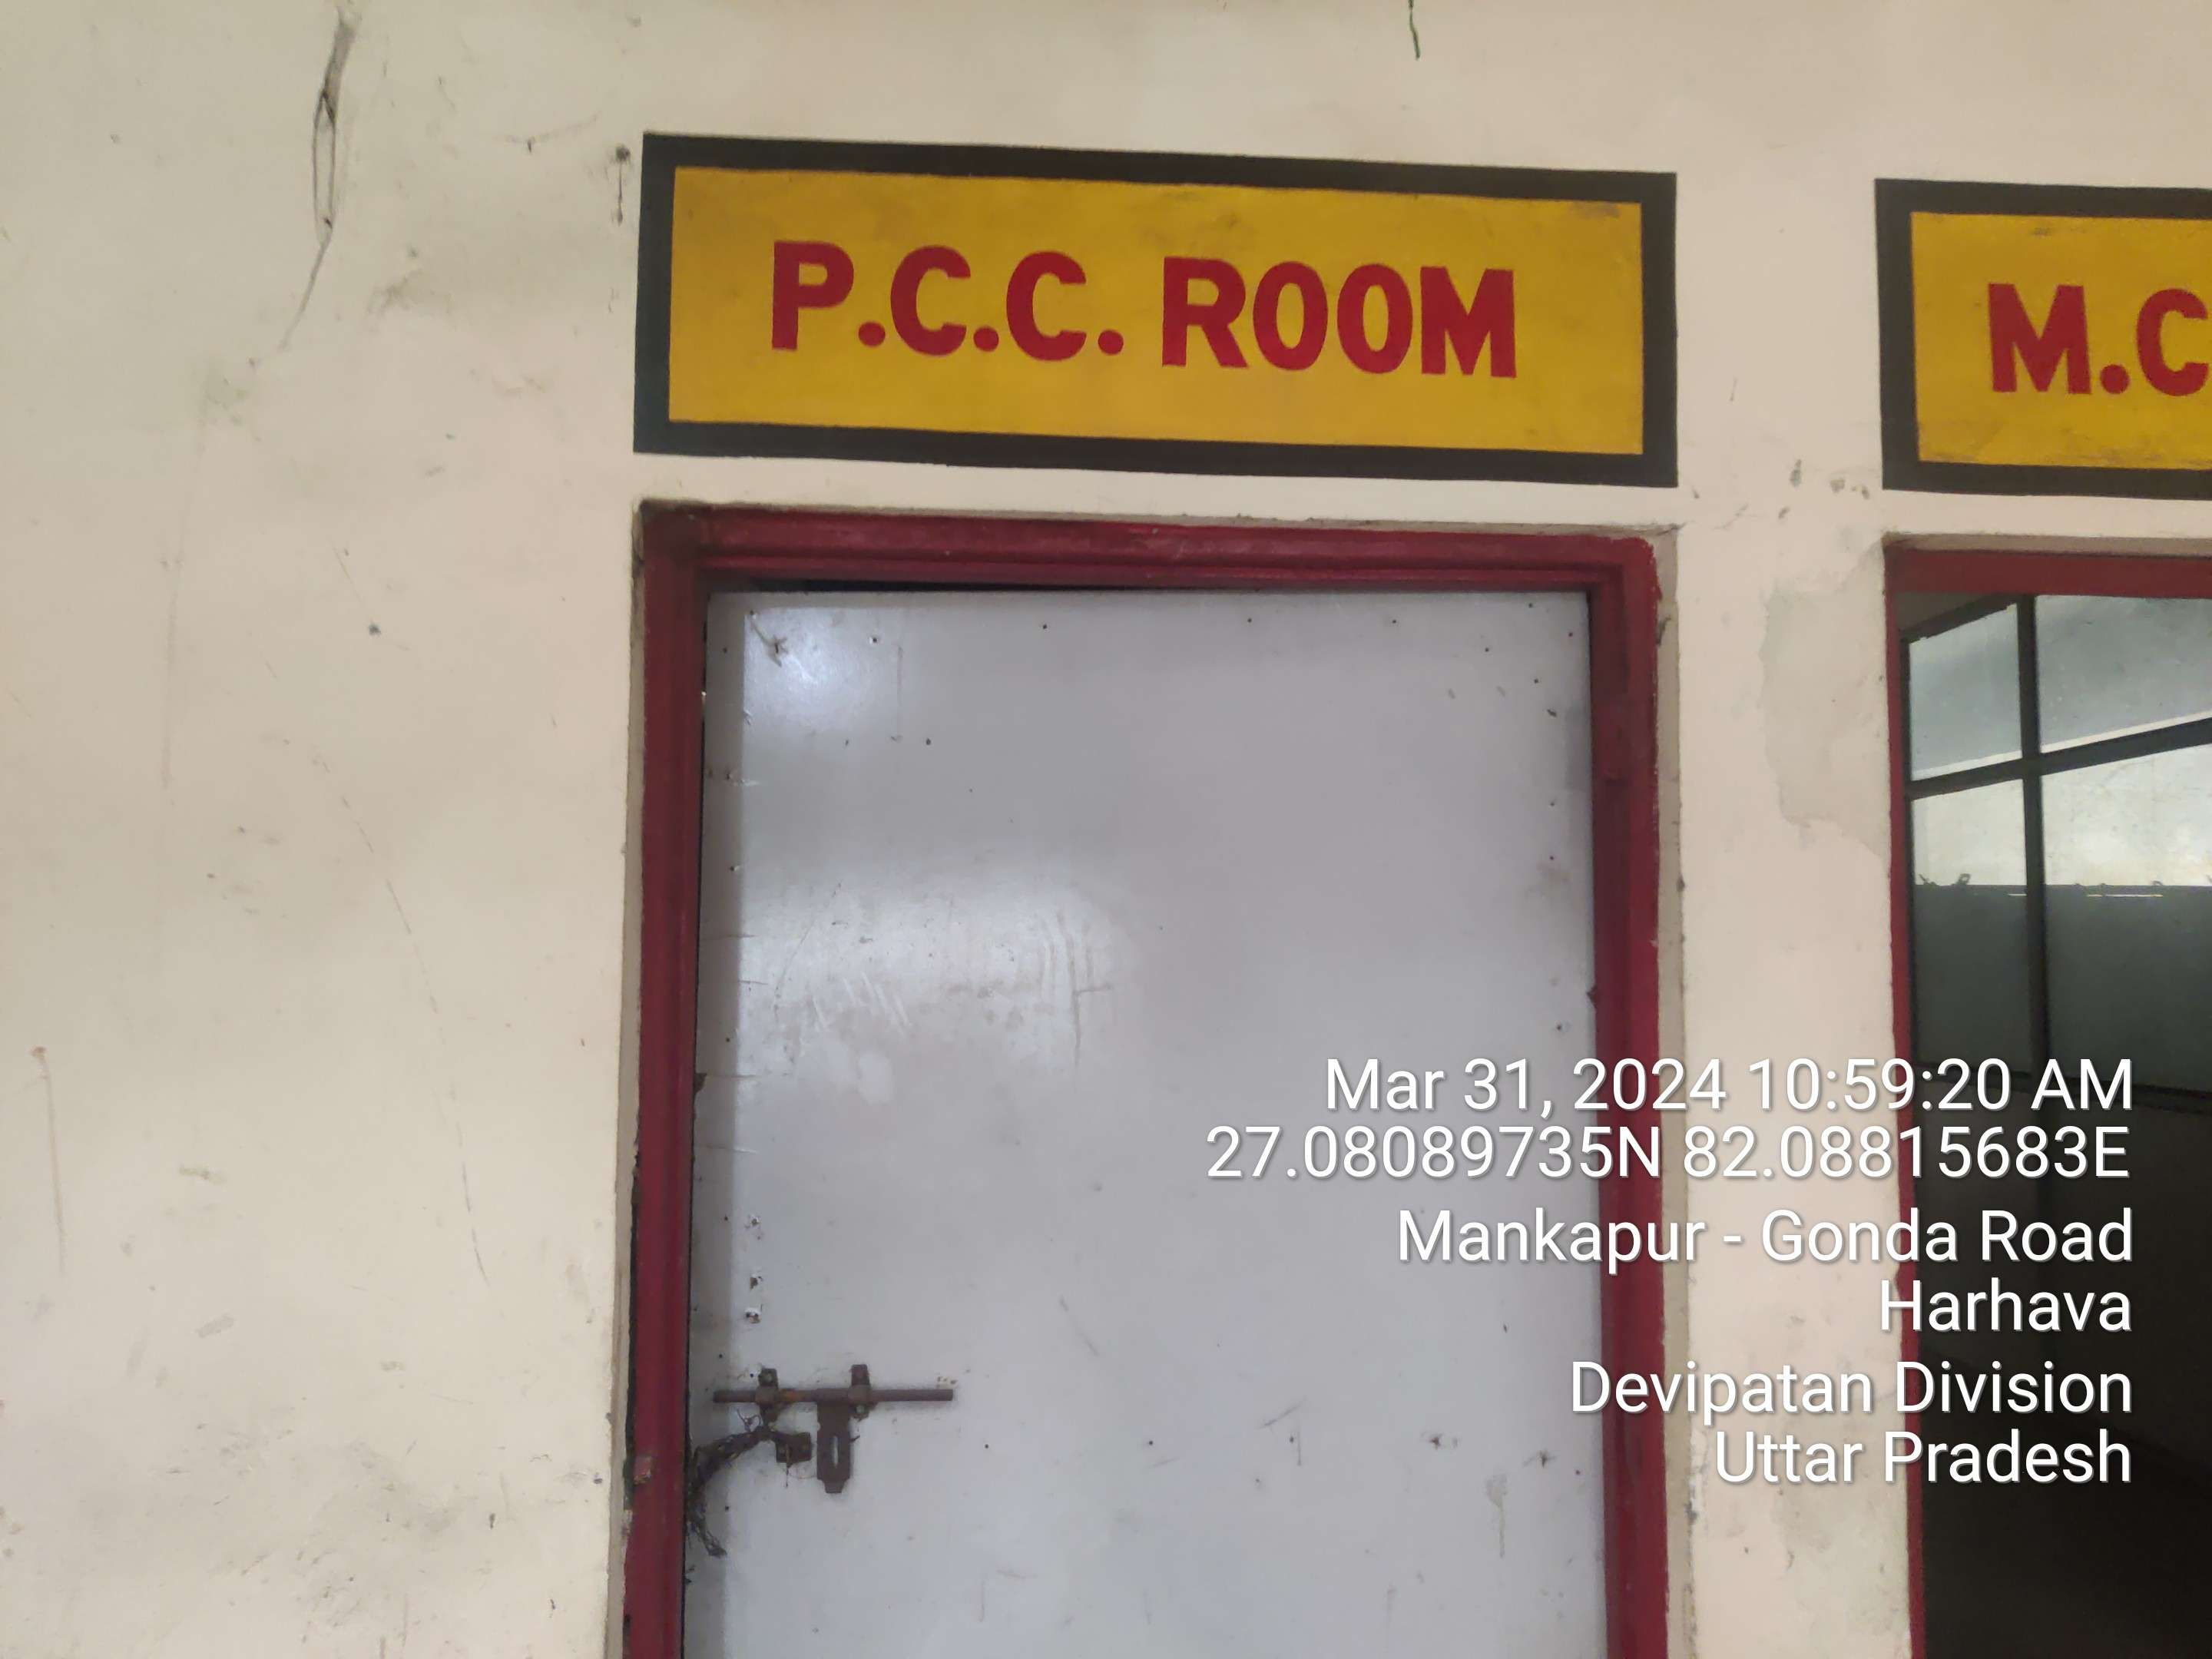 P.C.C. ROOM
M.C
Mar 31, 2024 10:59:20 AM
27.08089735N 82.08815683E
Mankapur - Gonda Road
Harhava
Devipatan Division
Uttar Pradesh